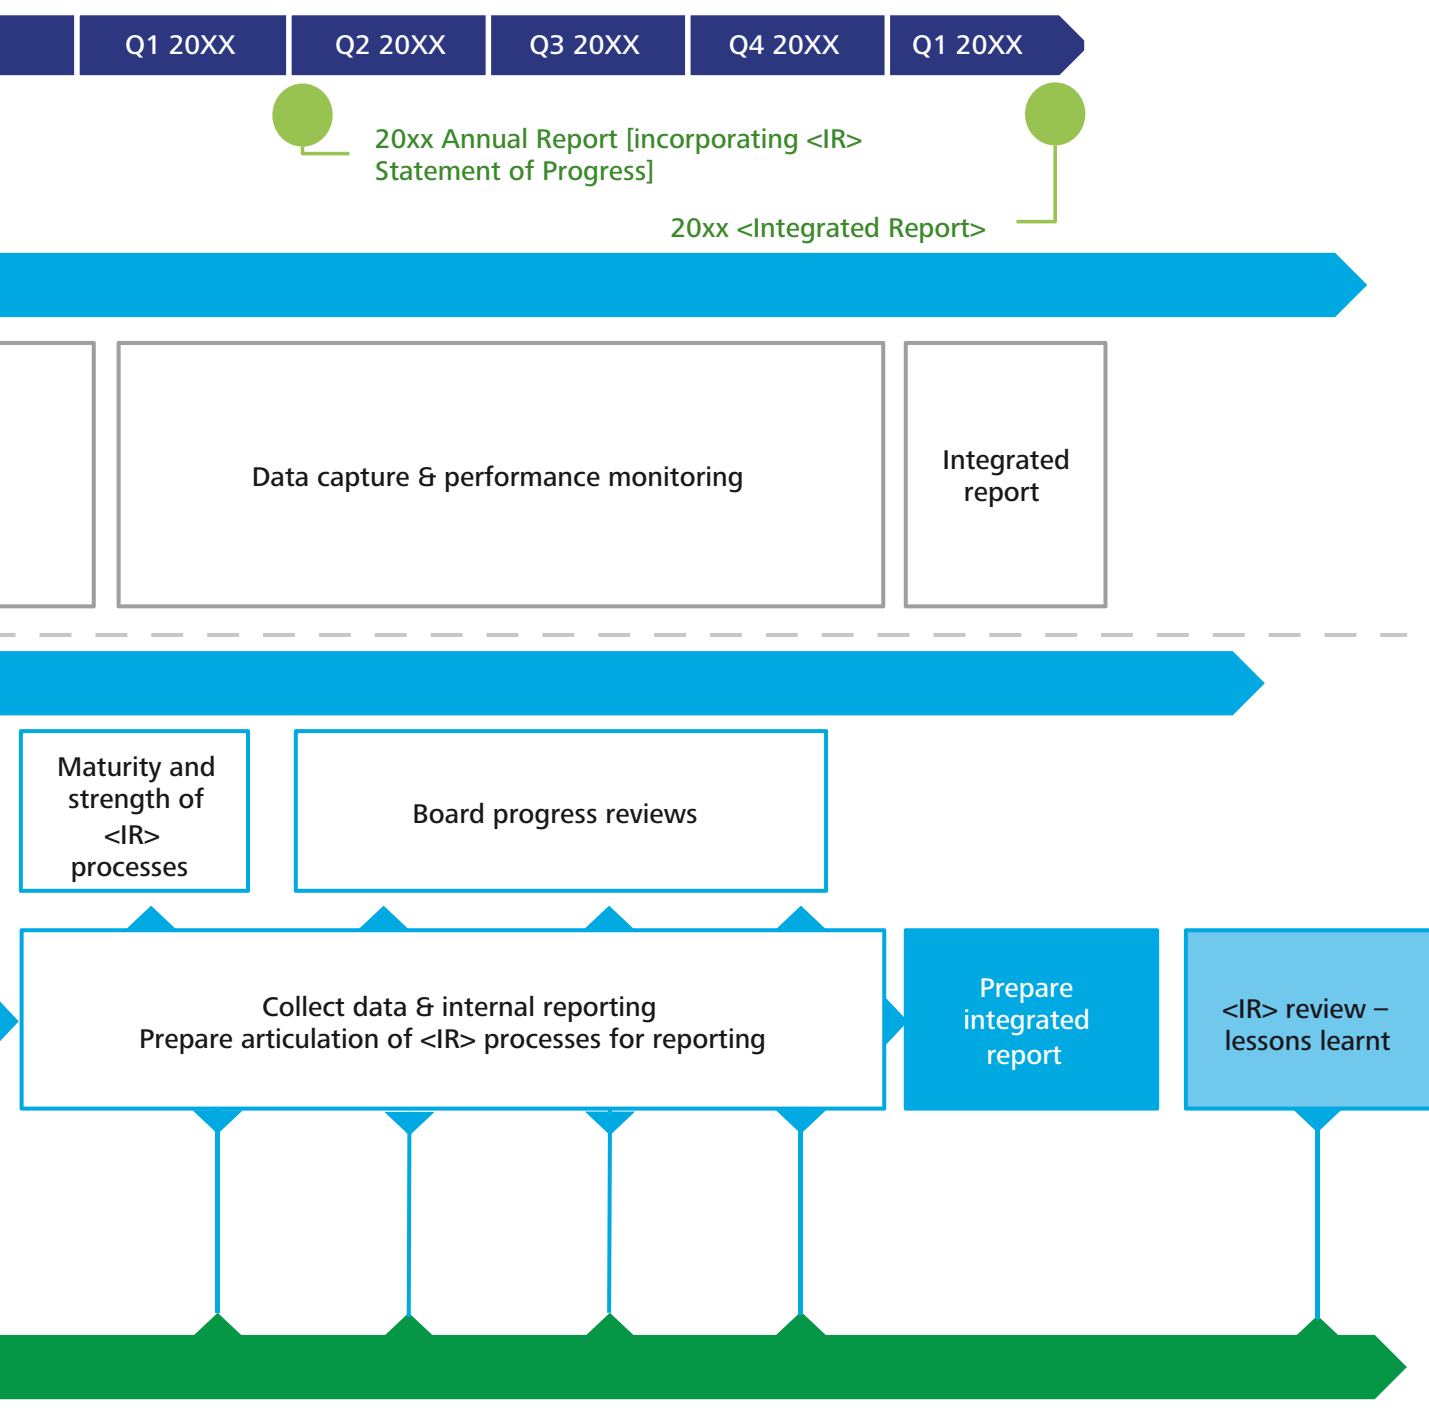 Q1 20XX
Q2 20XX
Q3 20XX
Q4 20XX
Q1 20XX
20xx Annual Report [incorporating <IR>
Statement of Progress]
20xx <Integrated Report>
Data capture & performance monitoring
Integrated
report
Maturity and
strength of
<IR>
processes
Board progress reviews
Collect data & internal reporting
Prepare articulation of <IR> processes for reporting
Prepare
integrated
report
<IR> review –
lessons learnt